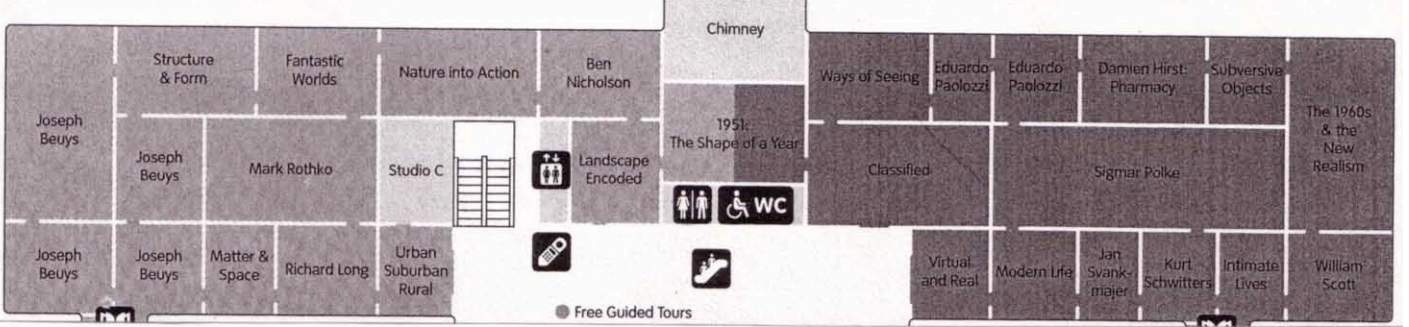 Chimney
Structure
& Form
Fantastic
Worlds
Nature into Action
Ben
Nicholson
Ways of Seeing
Eduardo
Paolozzi
Eduardo
Paolozzi
Damien Hirst:
Pharmacy
Subversive
Objects
The 1960s
& the
New
Realism
Joseph
Beuys
Joseph
Beuys
Mark Rothko
Studio C
Landscape
Encoded
1951:
The Shape of a Year
Classified
Sigmar Polke
WC
Joseph
Beuys
Joseph
Beuys
Matter &
Space
Richard Long
Urban
Suburban
Rural
Virtual
and Real
Modern Life
Jan
Svank-
majer
Kurt
Schwitters
Intimate
Lives
William
Scott
Free Guided Tours